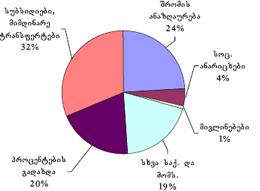 შრომის
ანაზღაურება
24%
სოც.
ანარიცხები
4%
მივლინებები
1%
სხვა საქ. და
მომს.
19%
პროცენტების
გადახდა
20%
სუბსიდიები,
მიმდინარე
ტრანსფერტები
32%